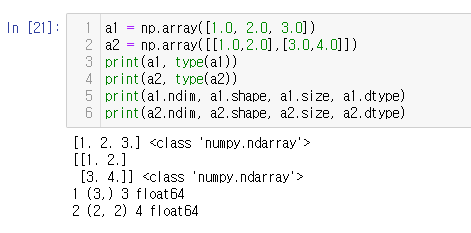 In [21]:
1 a1 = np.array([1.0, 2.0, 3.0])
2 a2 = np.array([[1.0,2.0],[3.0,4.0]])
3 print(a1, type(a1))
4 print(a2, type(a2))
5 print(a1.ndim, a1.shape, a1.size, a1.dtype)
6 print(a2.ndim, a2.shape, a2.size, a2.dtype)
[1. 2. 3.] <class 'numpy.ndarray'>
[[1. 2.]
 [3. 4.]] <class 'numpy.ndarray'>
1 (3,) 3 float64
2 (2, 2) 4 float64